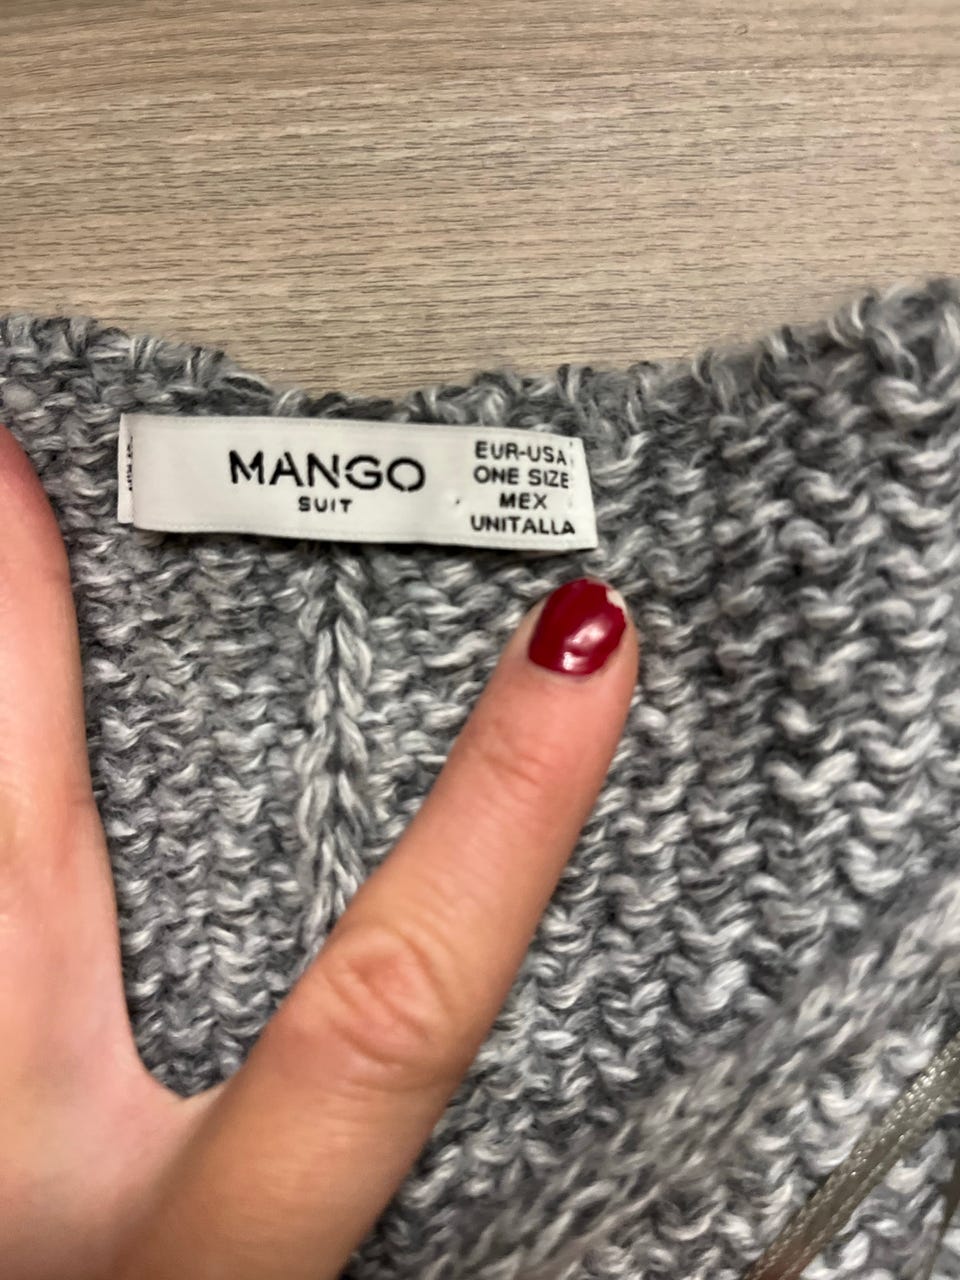 MANGO
SUIT
EUR-USA
ONE SIZE
MEX
UNITALLA